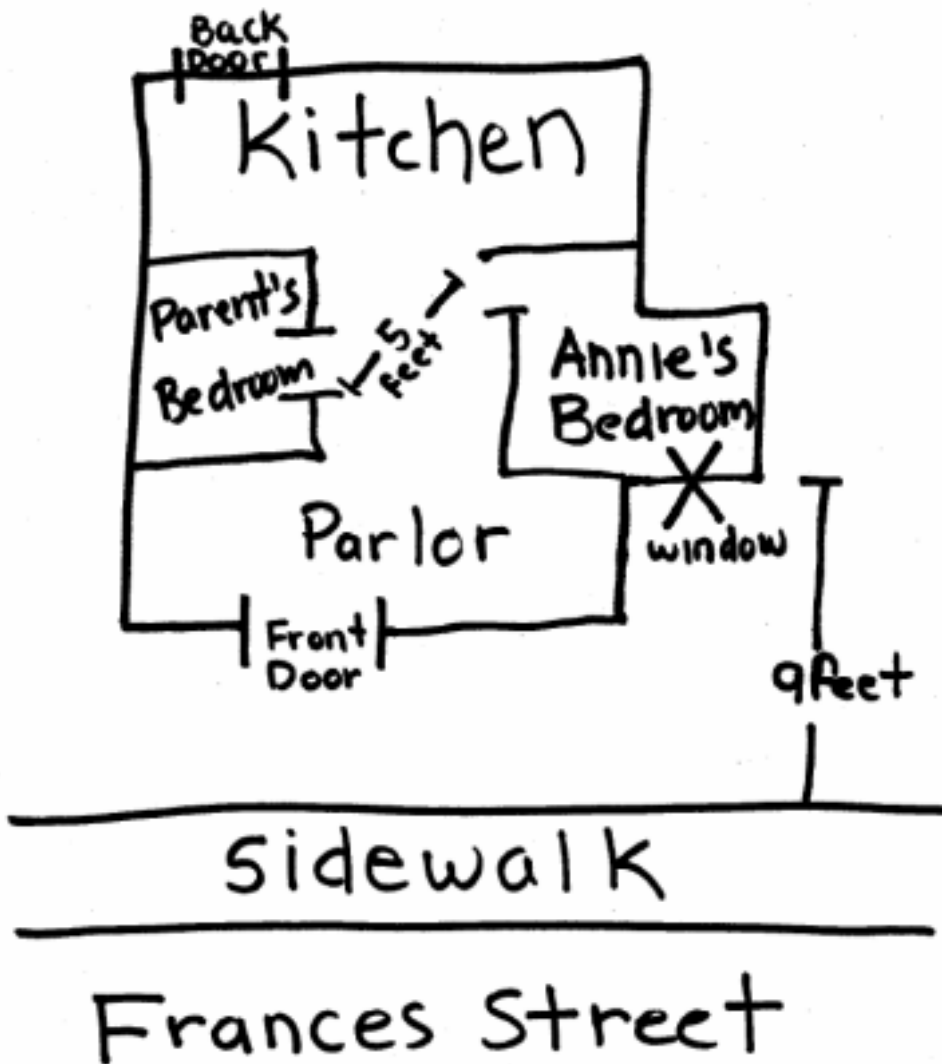 Back
Door
Kitchen
Parent's
Bedroom
5
feet
Annie's
Bedroom
window
Parlor
Front
Door
9feet
Sidewalk
Frances Street